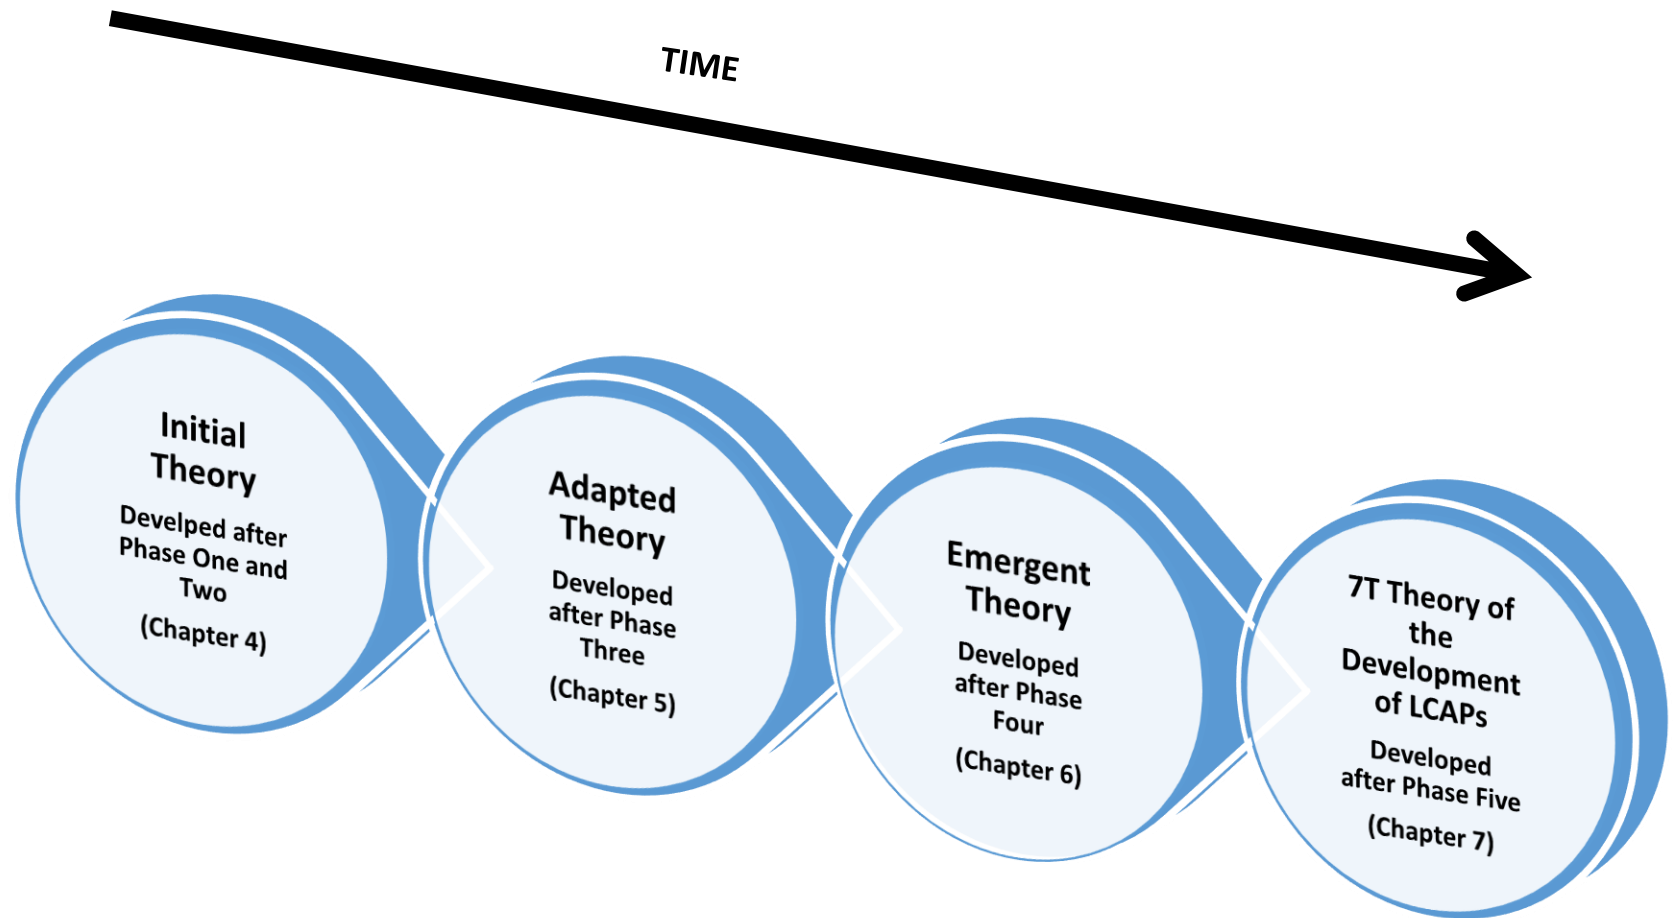 TIME
Initial
Theory
Develped after
Phase One and
Two
(Chapter 4)
Adapted
Theory
Developed
after Phase
Three
(Chapter 5)
Emergent
Theory
Developed
after Phase
Four
(Chapter 6)
7T Theory of
the
Development
of LCAPs
Developed
after Phase Five
(Chapter 7)